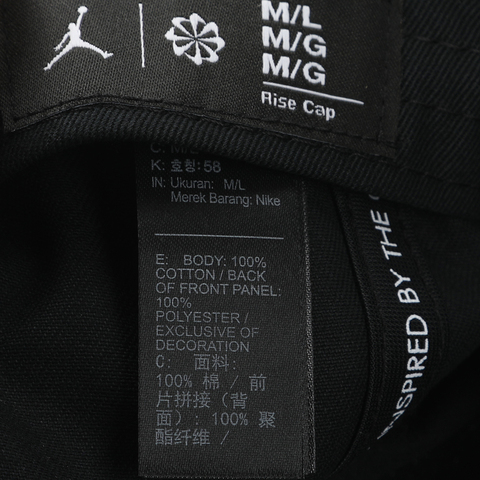 M/L
M/G
M/G
Rise Cap
K: 호칭: 58
IN: Ukuran: M/L
Merek Barang: Nike
E: BODY: 100%
COTTON / BACK
OF FRONT PANEL:
100%
POLYESTER /
EXCLUSIVE OF
DECORATION
C: 面料:
100% 棉 / 前
片拼接（背
面）: 100% 聚
酯纤维 /
INSPIRED BY THE